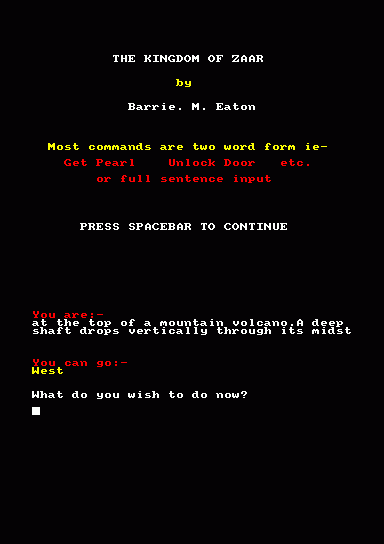 THE KINGDOM OF ZAAR
by
Barrie. M. Eaton
Most commands are two word form ie-
Get Pearl    Unlock Door   etc.
or full sentence input
PRESS SPACEBAR TO CONTINUE
You are:-
at the top of a mountain volcano.A deep
shaft drops vertically through its midst
You can go:-
West
What do you wish to do now?